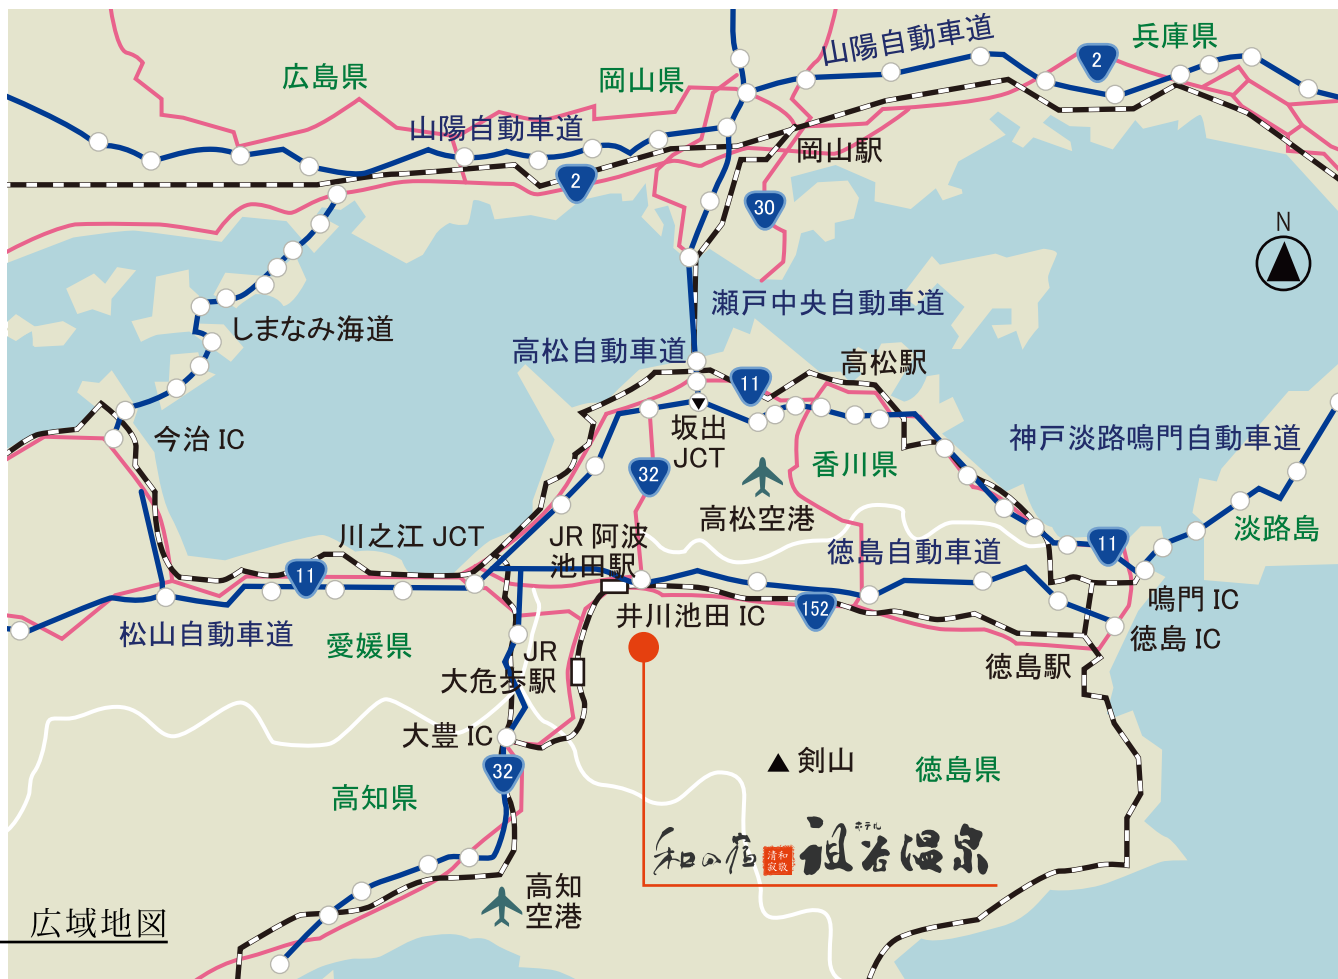 山陽自動車道
兵庫県
2
広島県
岡山県
山陽自動車道
岡山駅
2
30
N
瀬戸中央自動車道
しまなみ海道
高松自動車道
高松駅
11
今治 IC
坂出
JCT
神戸淡路鳴門自動車道
32
香川県
高松空港
淡路島
川之江 JCT
JR 阿波
池田駅
徳島自動車道
11
11
井川池田 IC
152
鳴門 IC
松山自動車道
愛媛県
徳島 IC
JR
大危歩駅
徳島駅
大豊 IC
32
剣山
徳島県
高知県
和の宿
和敬
清寂
ホテル
祖谷温泉
高知
空港
広域地図